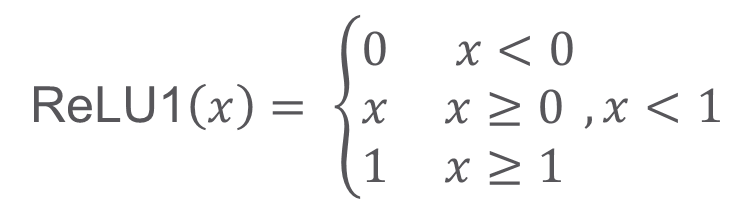 0 x < 0
ReLU1(x) = { x x ≥ 0 , x < 1
1 x ≥ 1